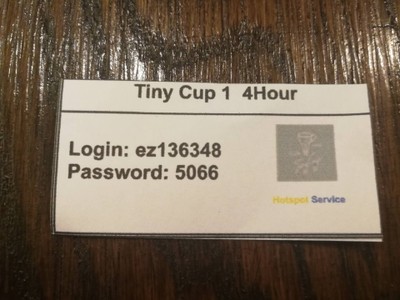 Tiny Cup 1 4Hour
Login: ez136348
Password: 5066
Hotspot Service